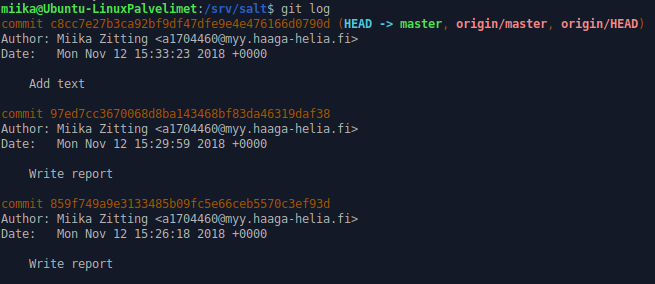 miika@Ubuntu-LinuxPalvelimet:/srv/salt$ git log
commit c8cc7e27b3ca92bf9df47dfe9e4e476166d0790d (HEAD -> master, origin/master, origin/HEAD)
Author: Miika Zitting <a1704460@myy.haaga-helia.fi>
Date:   Mon Nov 12 15:33:23 2018 +0000
    Add text
commit 97ed7cc3670068d8ba143468bf83da46319daf38
Author: Miika Zitting <a1704460@myy.haaga-helia.fi>
Date:   Mon Nov 12 15:29:59 2018 +0000
    Write report
commit 859f749a9e3133485b09fc5e66ceb5570c3ef93d
Author: Miika Zitting <a1704460@myy.haaga-helia.fi>
Date:   Mon Nov 12 15:26:18 2018 +0000
    Write report